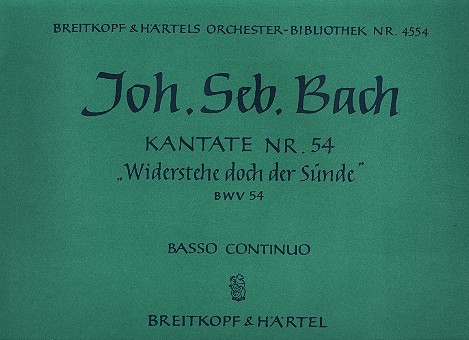 BREITKOPF & HÄRTELS ORCHESTER-BIBLIOTHEK NR. 4554
Joh. Seb. Bach
KANTATE NR. 54
„Widerstehe doch der Sünde"
BWV 54
BASSO CONTINUO
BREITKOPF & HÄRTEL